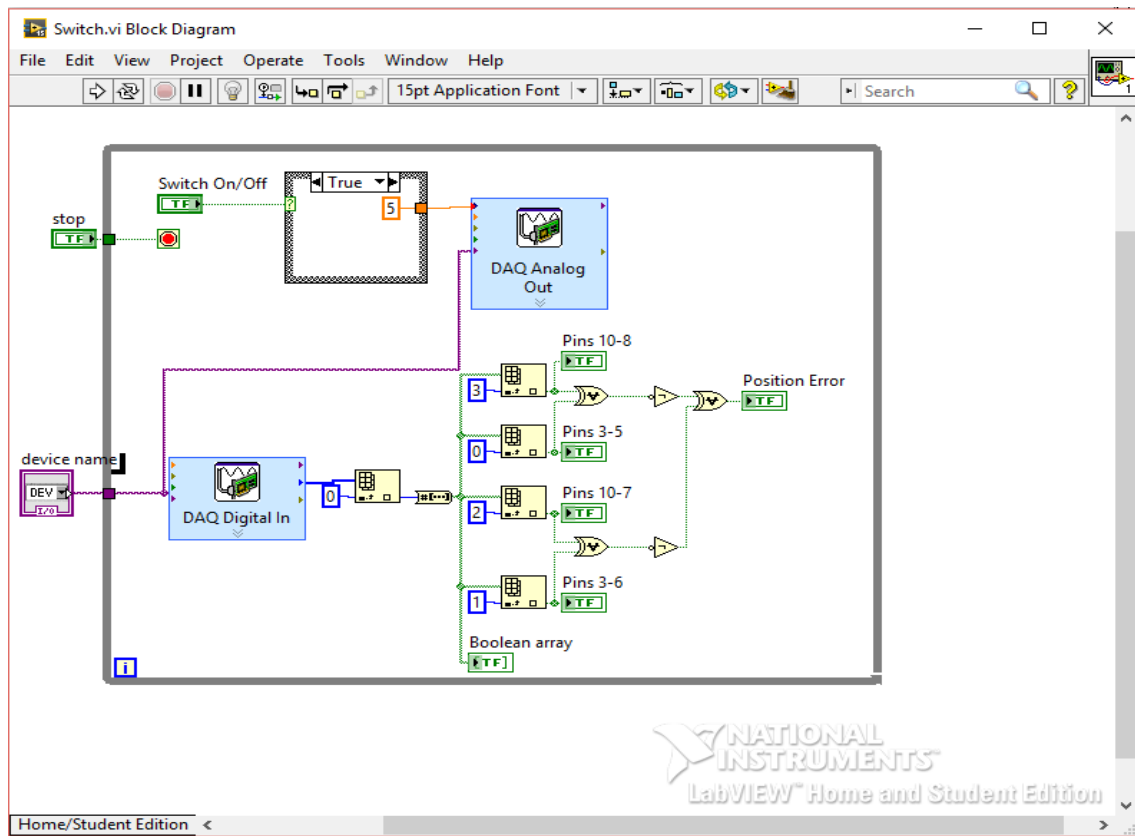 Switch.vi Block Diagram
File Edit View Project Operate Tools Window Help
15pt Application Font
Search
1
Switch On/Off
True
TF
5
stop
TF
DAQ Analog
Out
Pins 10-8
TF
3
Position Error
TF
Pins 3-5
0
TF
device name
DEV
I/O
DAQ Digital In
0
Pins 10-7
2
TF
Pins 3-6
1
TF
Boolean array
TF]
i
NATIONAL
INSTRUMENTS™
LabVIEW™ Home and Student Edition
Home/Student Edition